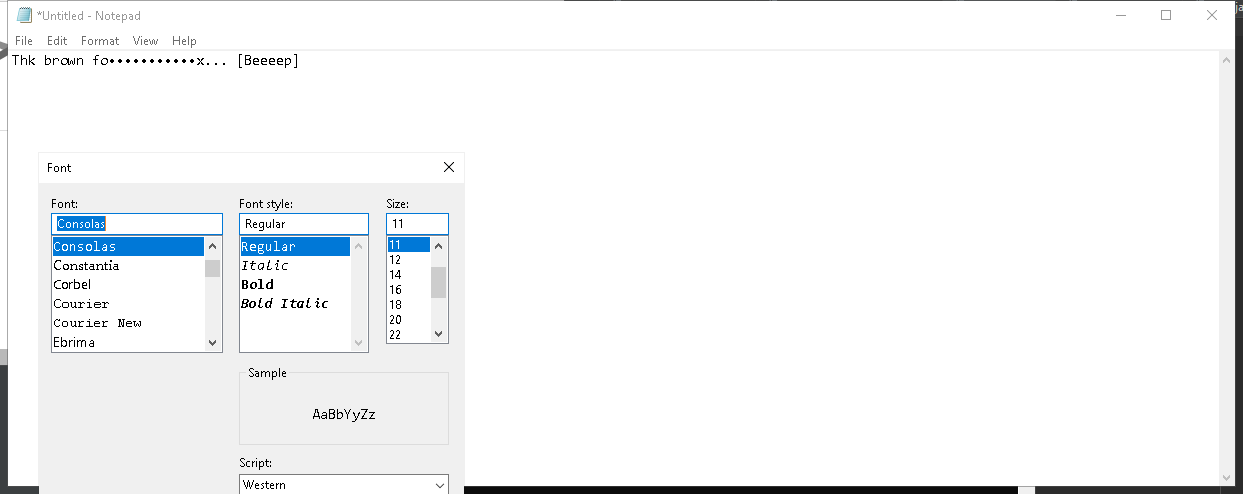 *Untitled - Notepad
File Edit Format View Help
Thk brown fo•••••••••••x... [Beeeep]
Font
Font: Font style: Size:
Consolas Regular 11
Consolas Regular 11
Constantia Italic 12
Corbel Bold 14
Courier Bold Italic 16
Courier New 18
Ebrima 20
22
Sample
AaBbYyZz
Script:
Western